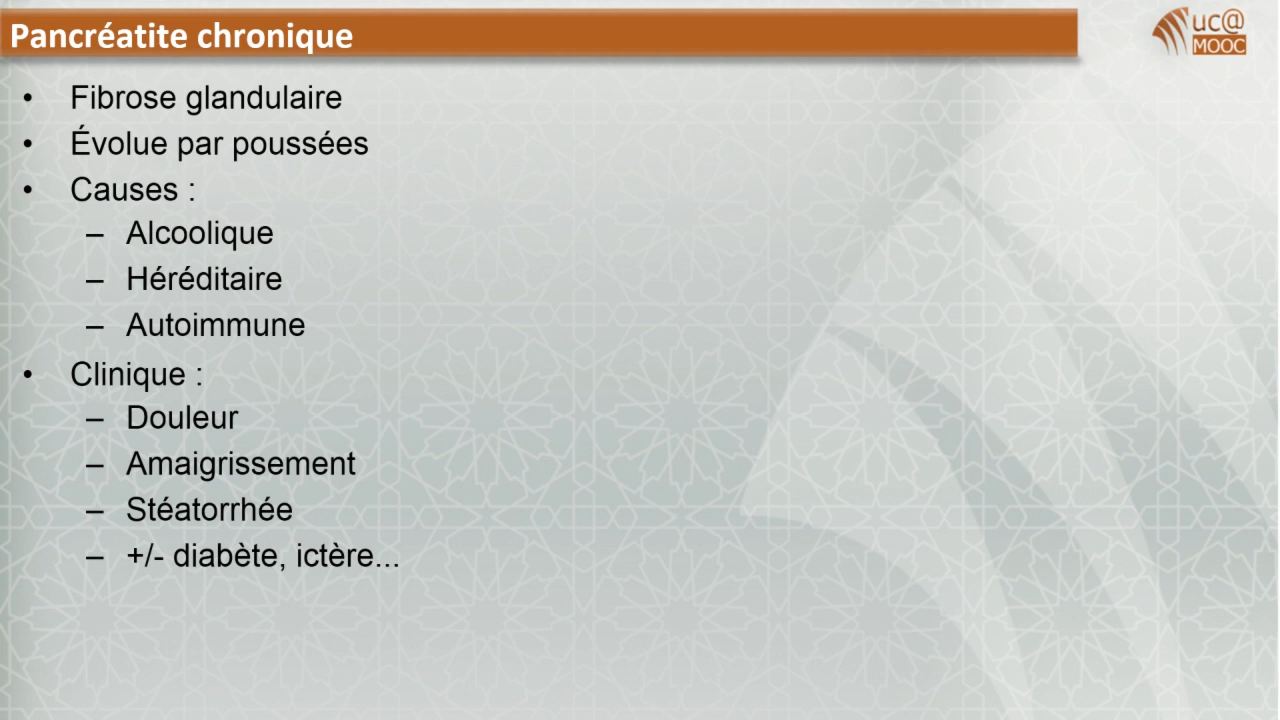 Pancréatite chronique
uc@
MOOC
• Fibrose glandulaire
• Évolue par poussées
• Causes :
– Alcoolique
– Héréditaire
– Autoimmune
• Clinique :
– Douleur
– Amaigrissement
– Stéatorrhée
– +/- diabète, ictère...